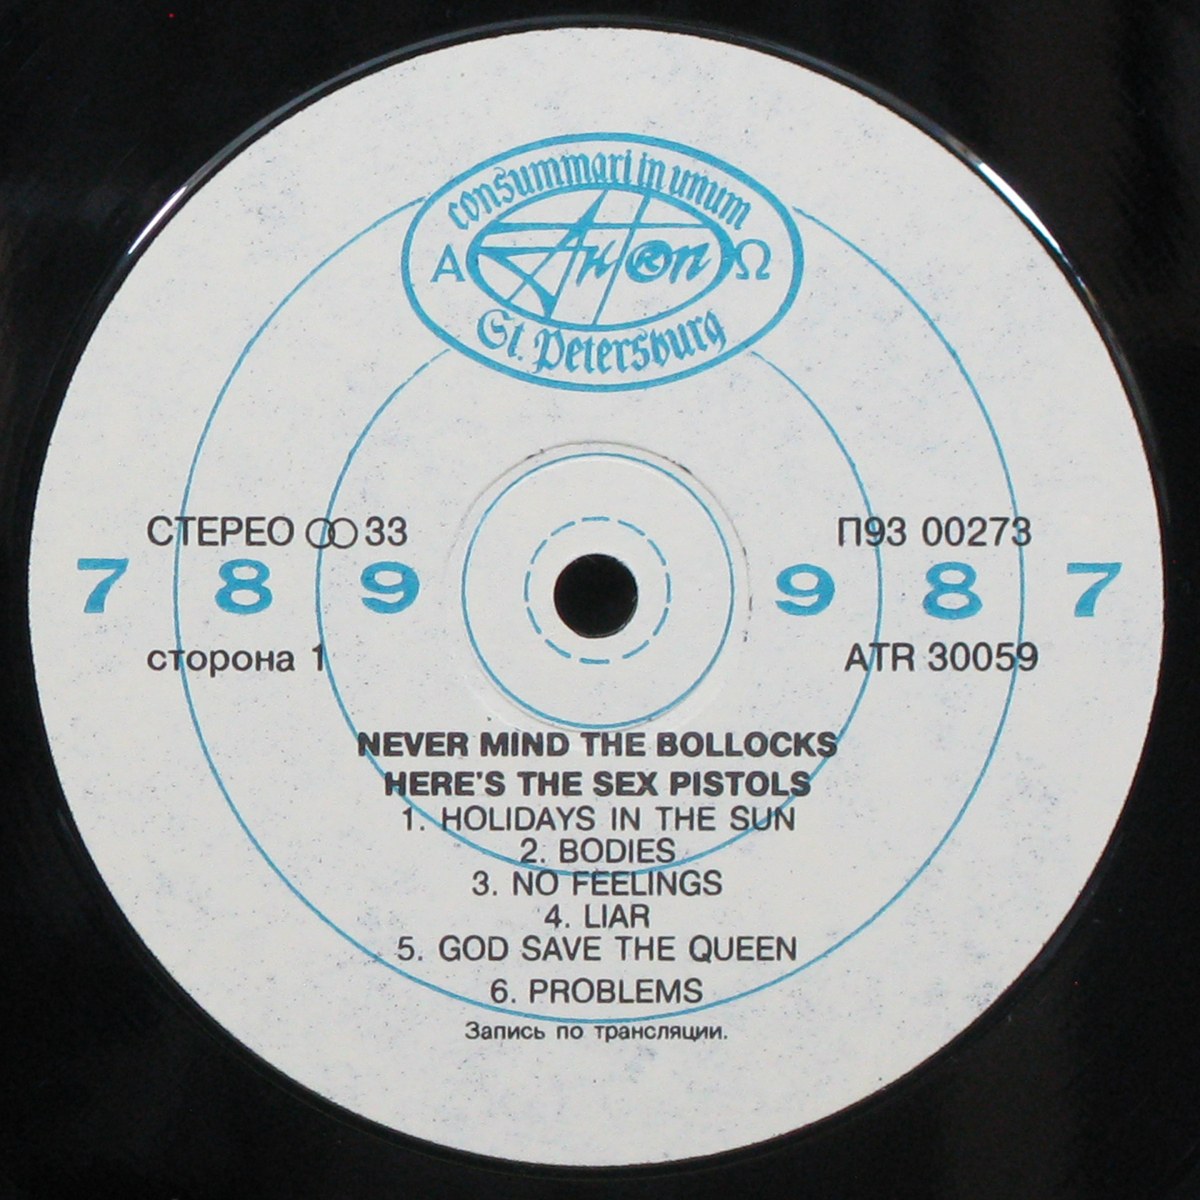 consummari in unum
Α АнТроп Ω
St. Petersburg
СТЕРЕО 33 П93 00273
7 8 9 9 8 7
сторона 1 ATR 30059
NEVER MIND THE BOLLOCKS
HERE'S THE SEX PISTOLS
1. HOLIDAYS IN THE SUN
2. BODIES
3. NO FEELINGS
4. LIAR
5. GOD SAVE THE QUEEN
6. PROBLEMS
Запись по трансляции.